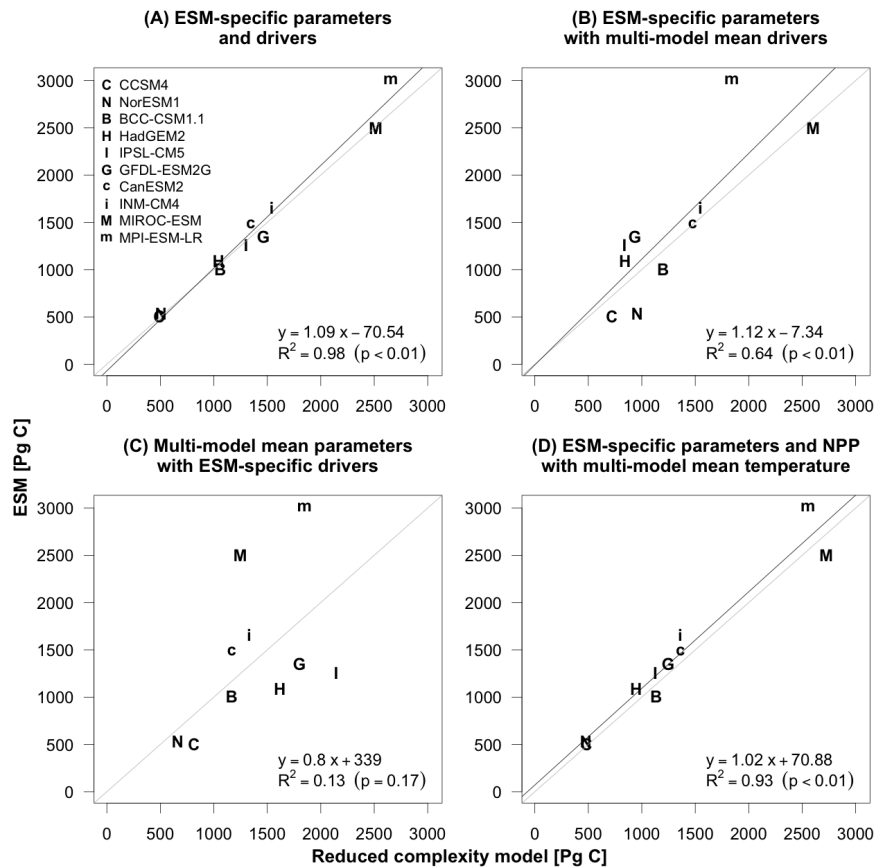 (A) ESM-specific parameters
and drivers
3000
2500
2000
1500
1000
500
0
C CCSM4
N NorESM1
B BCC-CSM1.1
H HadGEM2
I IPSL-CM5
G GFDL-ESM2G
c CanESM2
i INM-CM4
M MIROC-ESM
m MPI-ESM-LR
m
M
i
c
G
I
H
B
N
C
y = 1.09 x − 70.54
R² = 0.98 (p < 0.01)
0 500 1000 1500 2000 2500 3000
(B) ESM-specific parameters
with multi-model mean drivers
3000
2500
2000
1500
1000
500
0
m
M
i
c
G
I
H
B
N
C
y = 1.12 x − 7.34
R² = 0.64 (p < 0.01)
0 500 1000 1500 2000 2500 3000
(C) Multi-model mean parameters
with ESM-specific drivers
3000
2500
2000
1500
1000
500
0
m
M
i
c
G
I
H
B
N
C
y = 0.8 x + 339
R² = 0.13 (p = 0.17)
0 500 1000 1500 2000 2500 3000
(D) ESM-specific parameters and NPP
with multi-model mean temperature
3000
2500
2000
1500
1000
500
0
m
M
i
c
G
I
H
B
N
C
y = 1.02 x + 70.88
R² = 0.93 (p < 0.01)
0 500 1000 1500 2000 2500 3000
ESM [Pg C]
Reduced complexity model [Pg C]